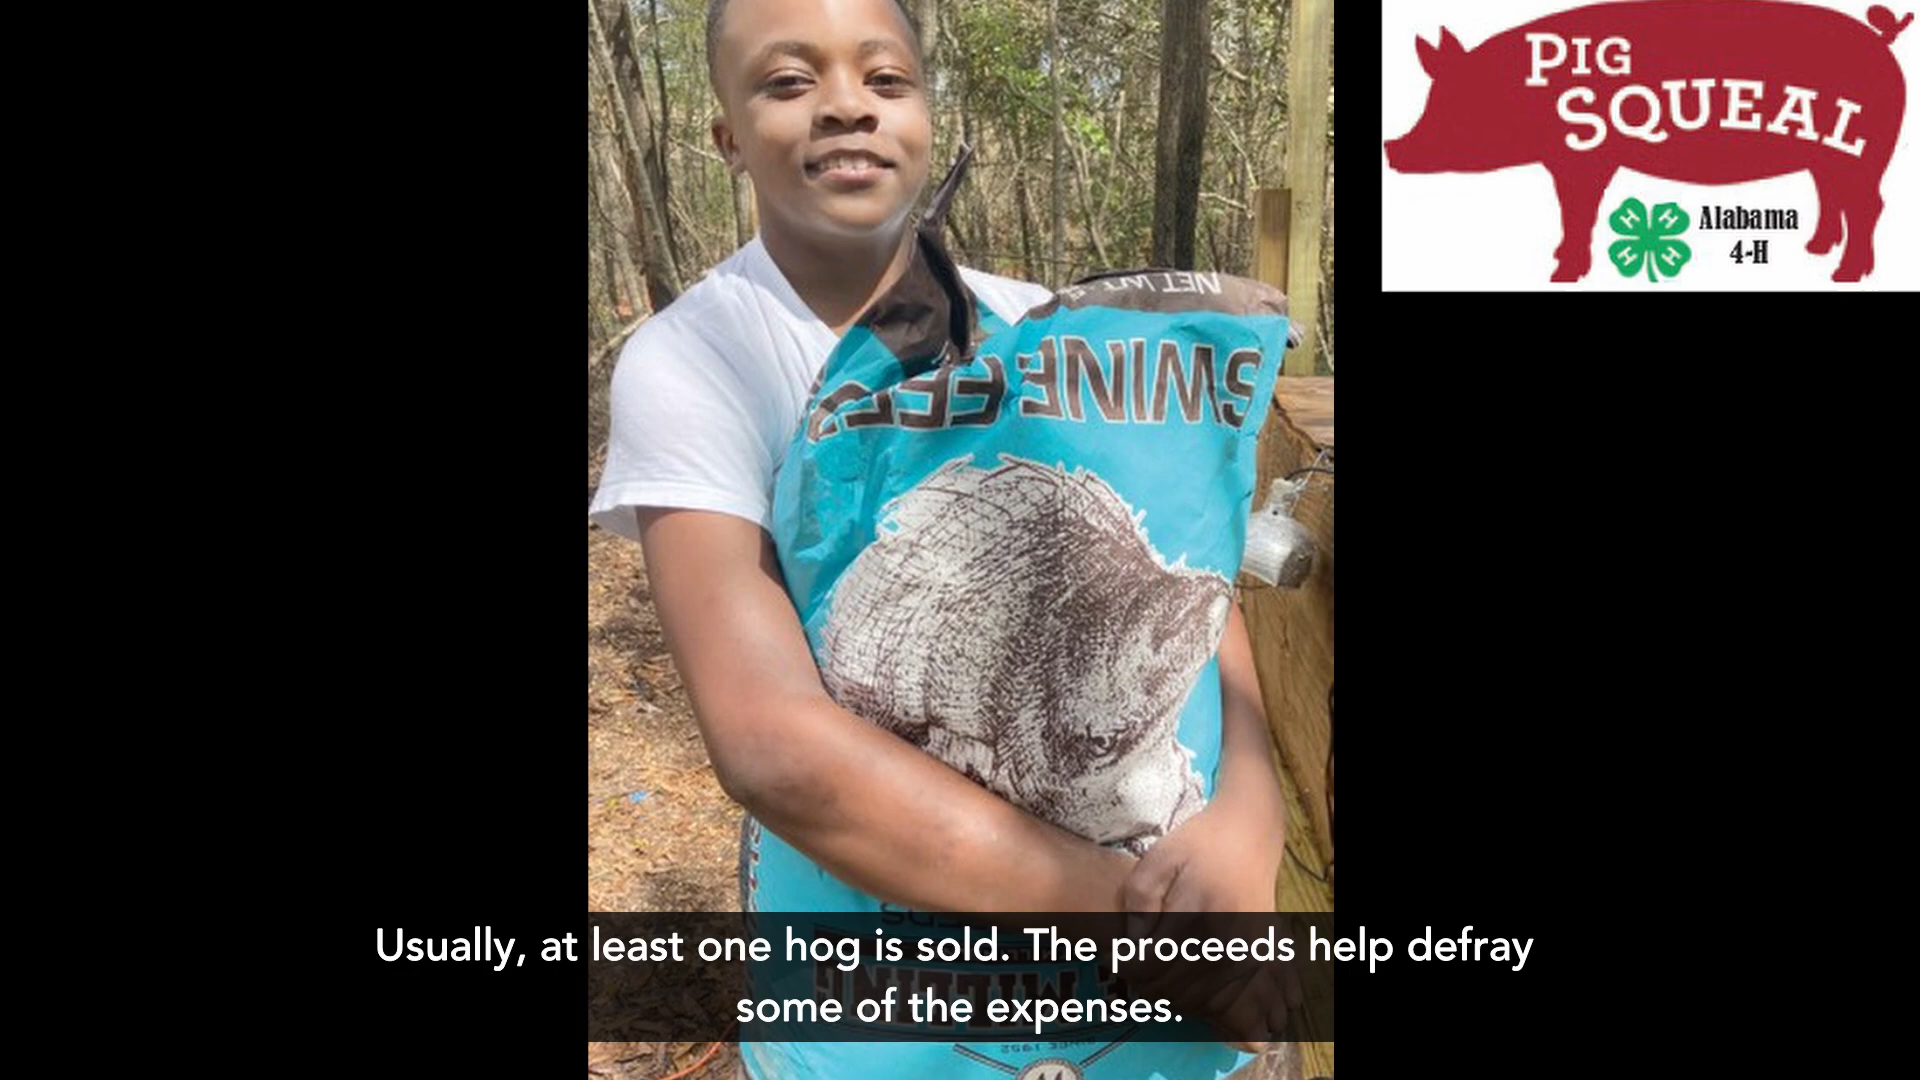 PIG
SQUEAL
H H
H H
Alabama
4-H
NET WT.
SWINE FEEDS
Usually, at least one hog is sold. The proceeds help defray
some of the expenses.